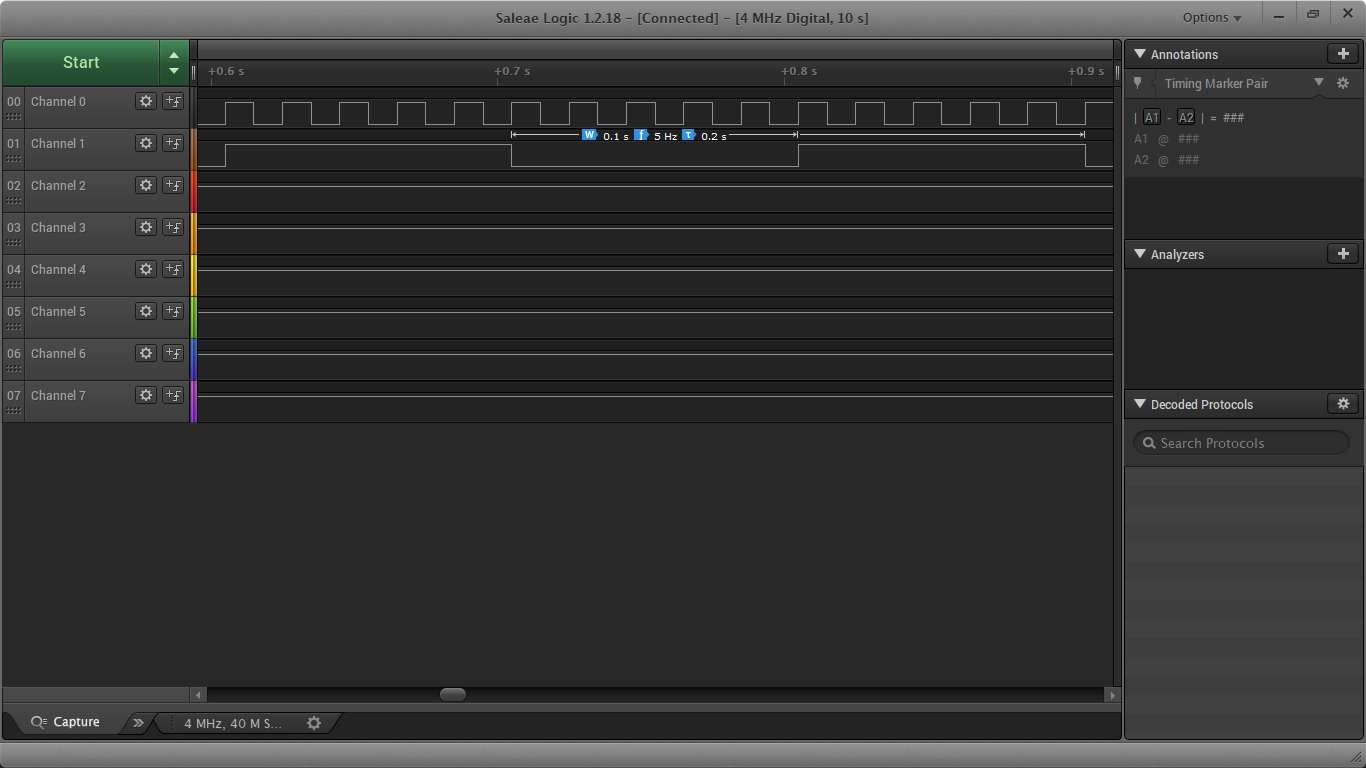 Saleae Logic 1.2.18 - [Connected] - [4 MHz Digital, 10 s]
Options
Start
+0.6 s +0.7 s +0.8 s +0.9 s
00 Channel 0
01 Channel 1
W 0.1 s f 5 Hz T 0.2 s
02 Channel 2
03 Channel 3
04 Channel 4
05 Channel 5
06 Channel 6
07 Channel 7
Annotations
Timing Marker Pair
| A1 - A2 | = ###
A1 @ ###
A2 @ ###
Analyzers
Decoded Protocols
Search Protocols
Capture
4 MHz, 40 M S...